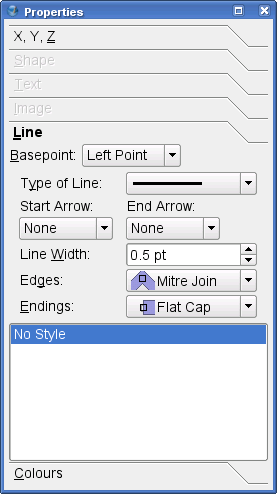 Properties
X, Y, Z
Shape
Text
Image
Line
Basepoint: Left Point
Type of Line:
Start Arrow: End Arrow:
None None
Line Width: 0.5 pt
Edges: Mitre Join
Endings: Flat Cap
No Style
Colours